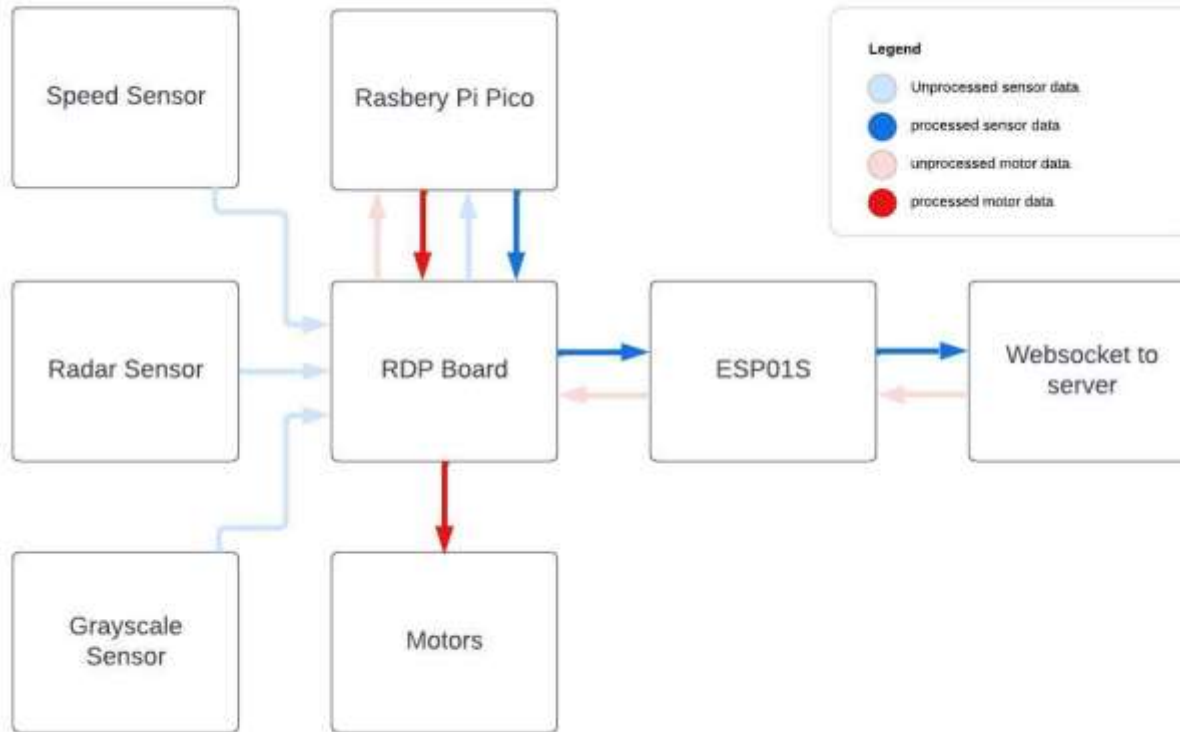 Speed Sensor
Rasbery Pi Pico
Legend
Unprocessed sensor data
processed sensor data
unprocessed motor data
processed motor data
Radar Sensor
RDP Board
ESP01S
Websocket to
server
Grayscale
Sensor
Motors